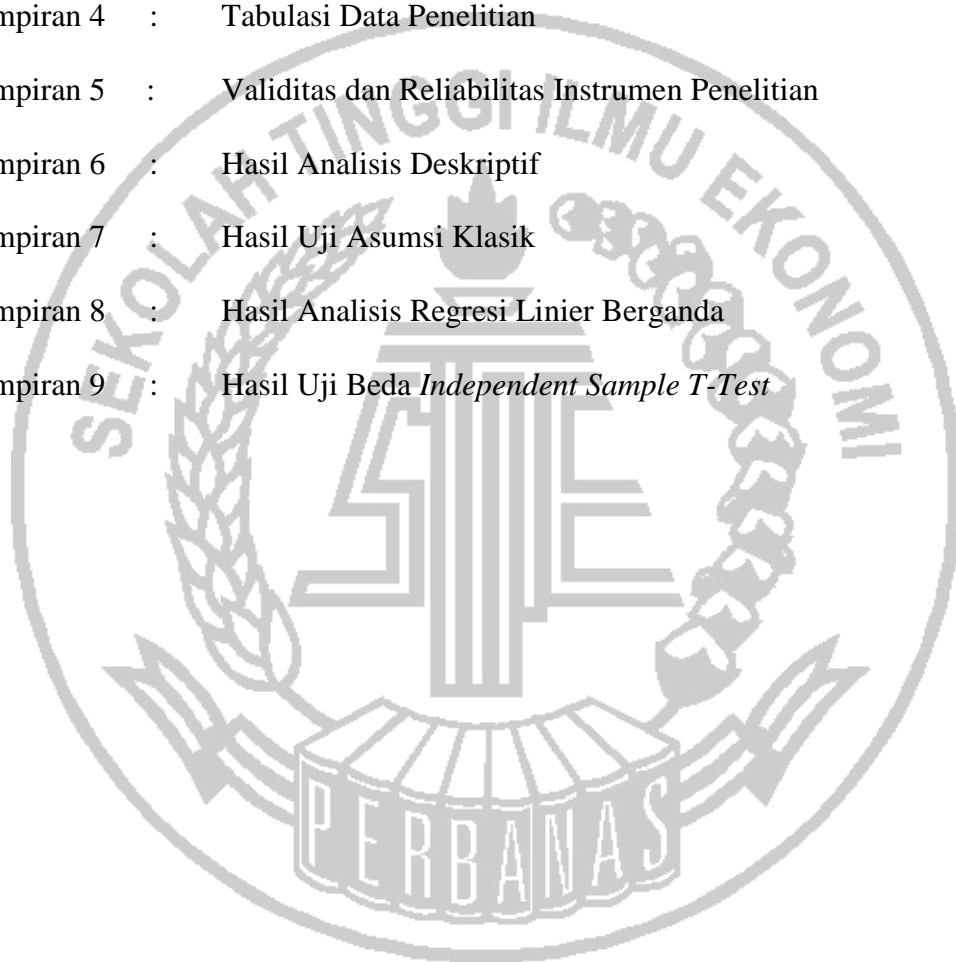 mpiran 4 : Tabulasi Data Penelitian
mpiran 5 : Validitas dan Reliabilitas Instrumen Penelitian
mpiran 6 : Hasil Analisis Deskriptif
mpiran 7 : Hasil Uji Asumsi Klasik
mpiran 8 : Hasil Analisis Regresi Linier Berganda
mpiran 9 : Hasil Uji Beda Independent Sample T-Test
SEKOLAH TINGGI ILMU EKONOMI
PERBANAS